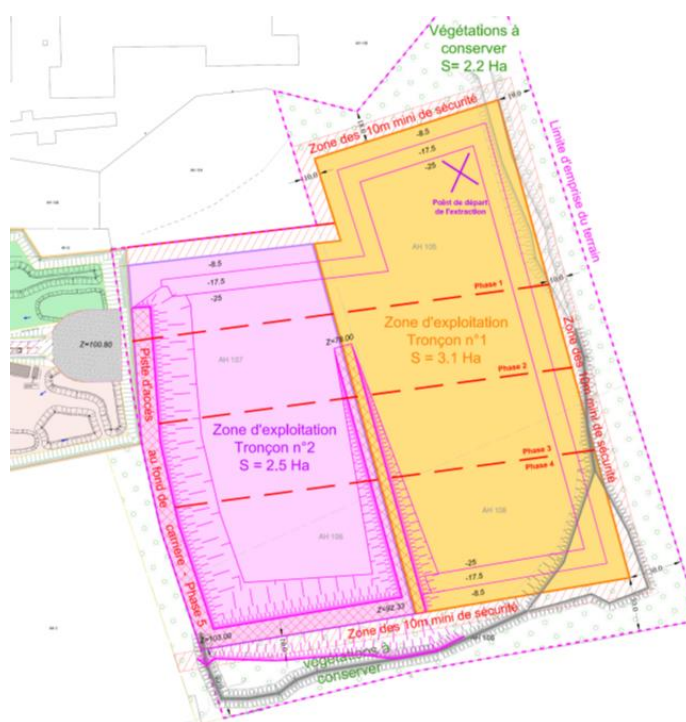 Végétations à
conserver
S= 2.2 Ha
Zone des 10m mini de sécurité
-8.5
-17.5
-25
Point de départ
de l'extraction
Limite d'emprise du terrain
AH 105
-8.5
-17.5
-25
Phase 1
Z=100.80
Z=78.00
Zone d'exploitation
Tronçon n°1
S = 3.1 Ha
AH 107
Phase 2
Zone des 10m mini de sécurité
Piste d'accès au fond de carrière - Phase 5
Zone d'exploitation
Tronçon n°2
S = 2.5 Ha
Phase 3
Phase 4
AH 108
-25
-17.5
-8.5
Z=92.33
Z=103.00
Zone des 10m mini de sécurité
végétations à
conserver